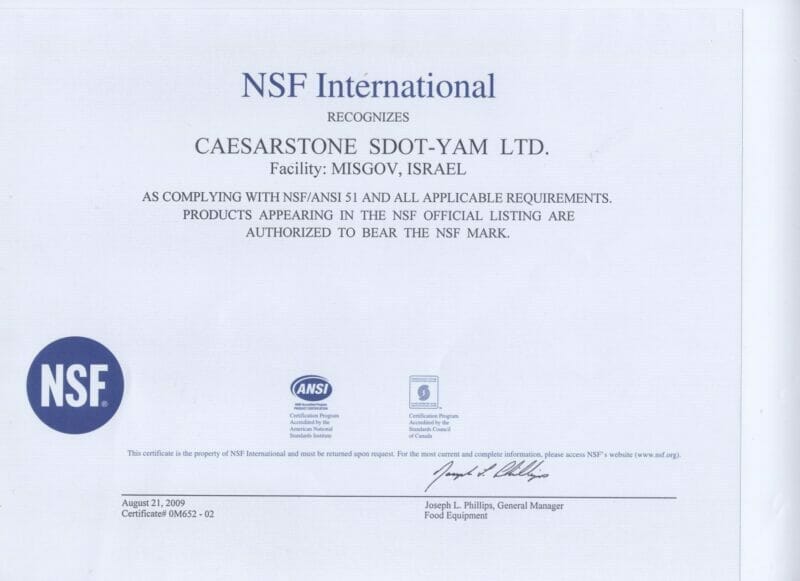 NSF International
RECOGNIZES
CAESARSTONE SDOT-YAM LTD.
Facility: MISGOV, ISRAEL
AS COMPLYING WITH NSF/ANSI 51 AND ALL APPLICABLE REQUIREMENTS.
PRODUCTS APPEARING IN THE NSF OFFICIAL LISTING ARE
AUTHORIZED TO BEAR THE NSF MARK.
NSF®
ANSI
Certification Program
Accredited by the
American National
Standards Institute
Certification Program
Accredited by the
Standards Council
of Canada
This certificate is the property of NSF International and must be returned upon request. For the most current and complete information, please access NSF's website (www.nsf.org).
Joseph L. Phillips
August 21, 2009
Certificate# 0M652 - 02
Joseph L. Phillips, General Manager
Food Equipment